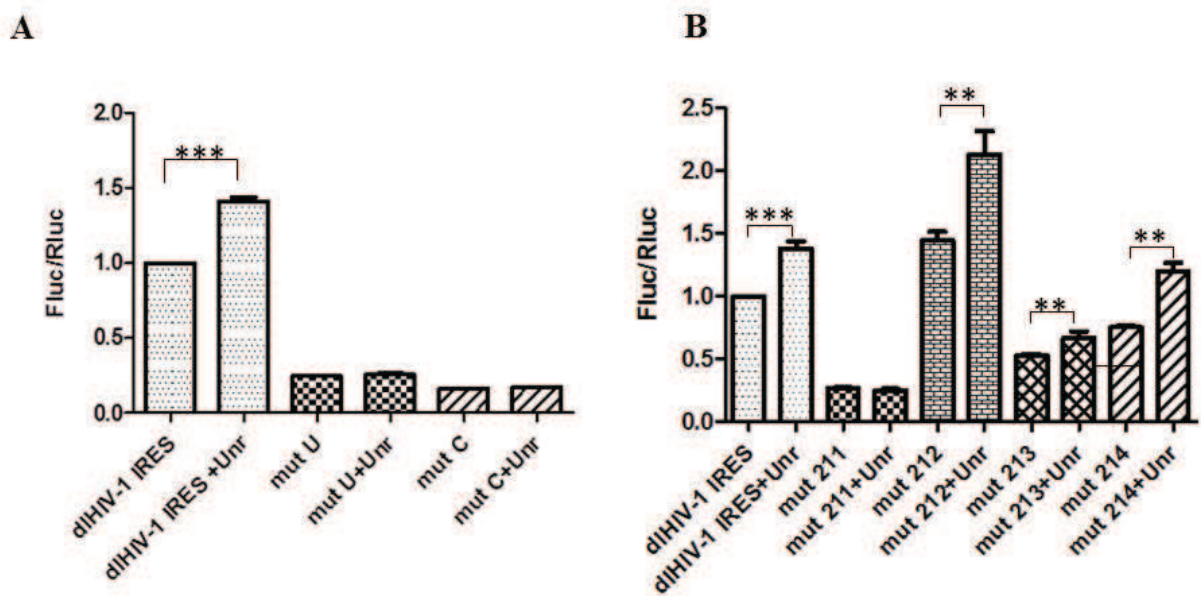 A
Fluc/Rluc
2.0
1.5
1.0
0.5
0.0
***
dlHIV-1 IRES
dlHIV-1 IRES +Unr
mut U
mut U+Unr
mut C
mut C+Unr
B
Fluc/Rluc
2.5
2.0
1.5
1.0
0.5
0.0
***
**
**
**
dlHIV-1 IRES
dlHIV-1 IRES+Unr
mut 211
mut 211+Unr
mut 212
mut 212+Unr
mut 213
mut 213+Unr
mut 214
mut 214+Unr